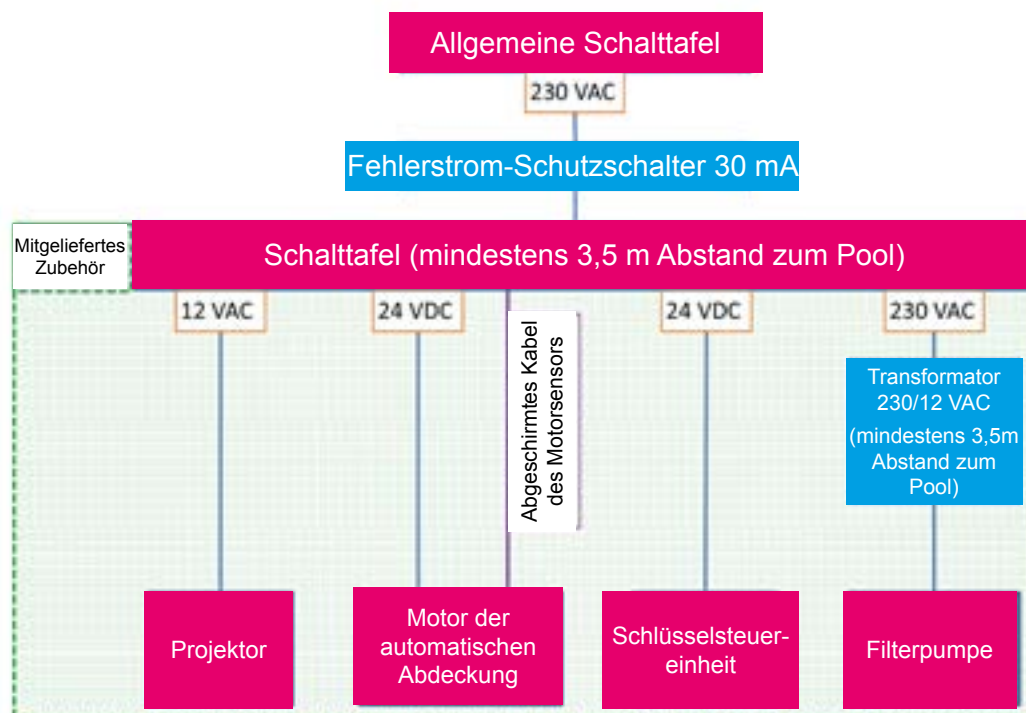 Allgemeine Schalttafel
230 VAC
Fehlerstrom-Schutzschalter 30 mA
Mitgeliefertes
Zubehör
Schalttafel (mindestens 3,5 m Abstand zum Pool)
12 VAC
24 VDC
Abgeschirmtes Kabel
des Motorsensors
24 VDC
230 VAC
Transformator
230/12 VAC
(mindestens 3,5m
Abstand zum
Pool)
Projektor
Motor der
automatischen
Abdeckung
Schlüsselsteuer-
einheit
Filterpumpe